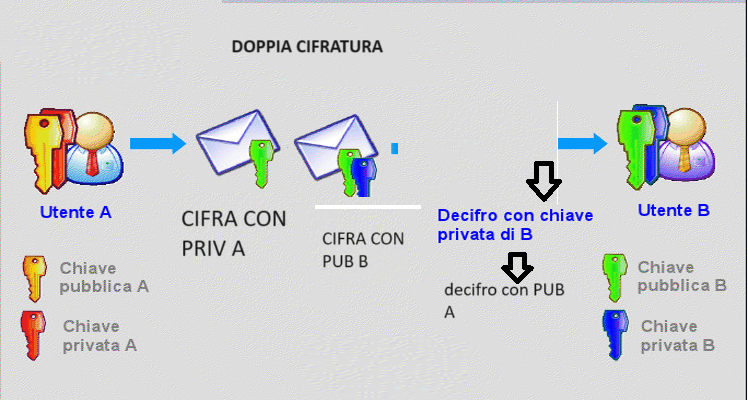 DOPPIA CIFRATURA
Utente A
CIFRA CON
PRIV A
CIFRA CON
PUB B
Decifro con chiave
privata di B
decifro con PUB
A
Utente B
Chiave
pubblica A
Chiave
privata A
Chiave
pubblica B
Chiave
privata B